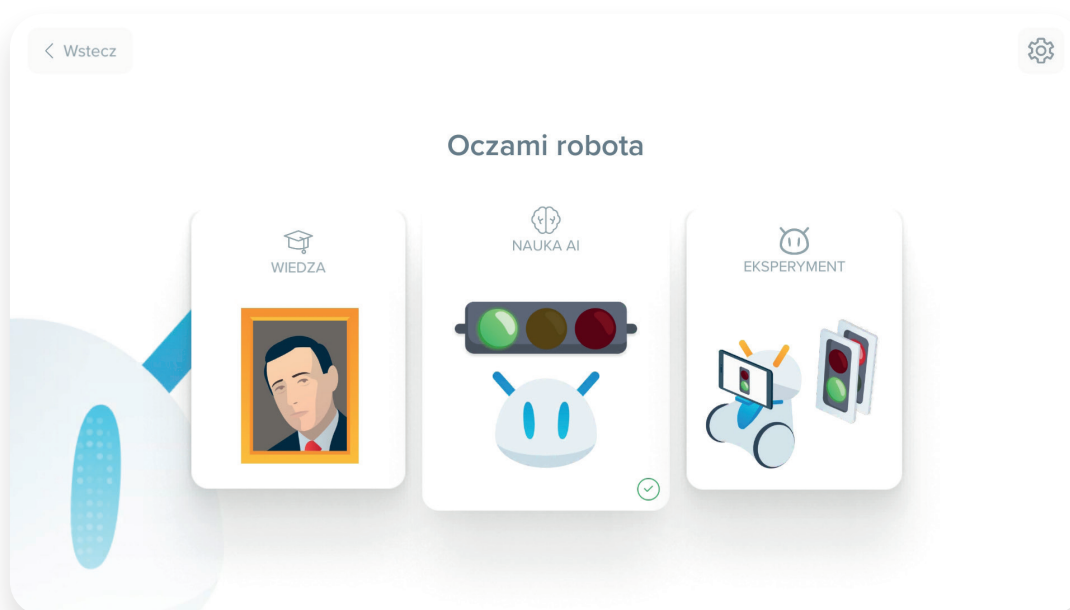 Wstecz
Oczami robota
WIEDZA
NAUKA AI
EKSPERYMENT